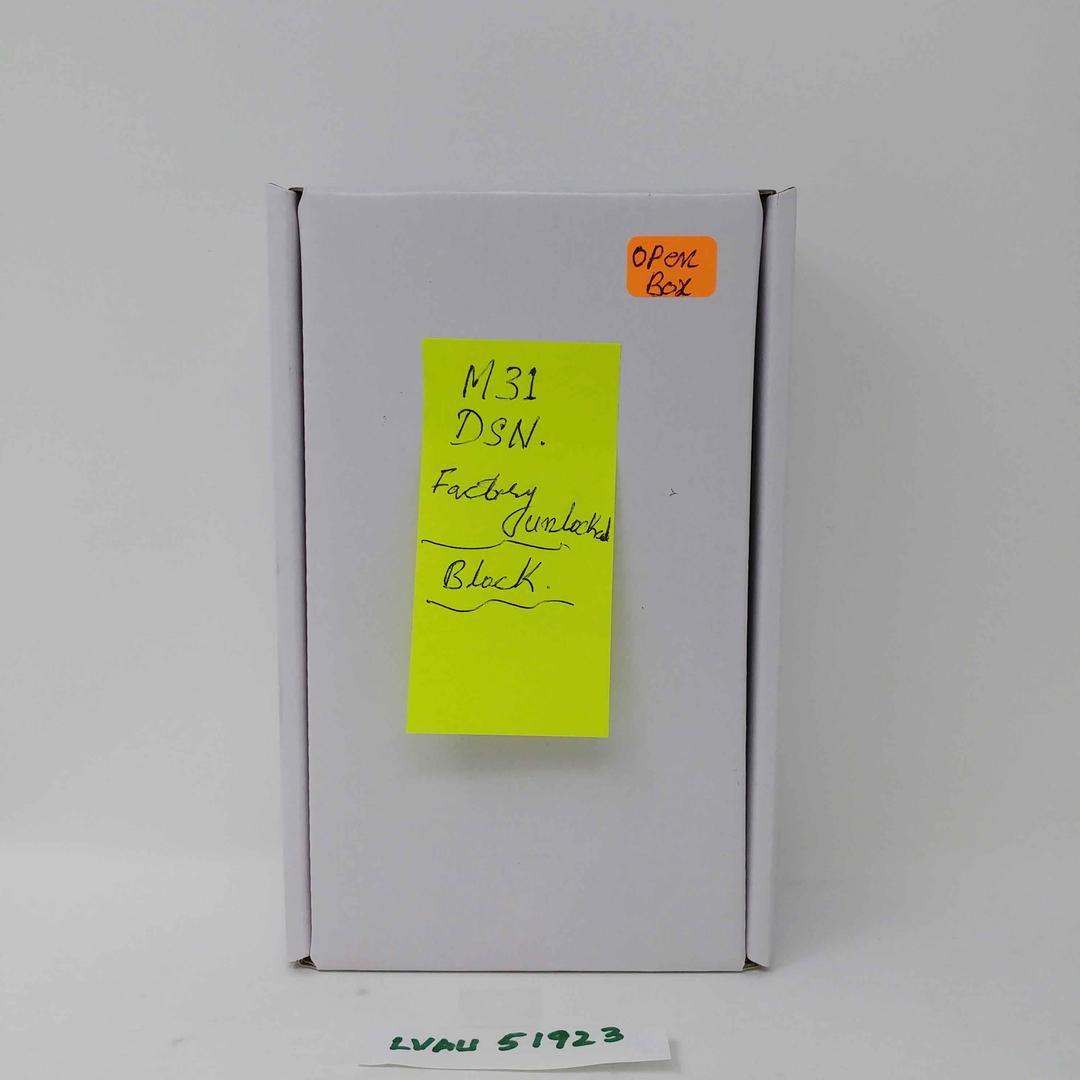 OPEN
BOX
M31
DSN.
Factory
unlocked
Black.
LVAU 51923